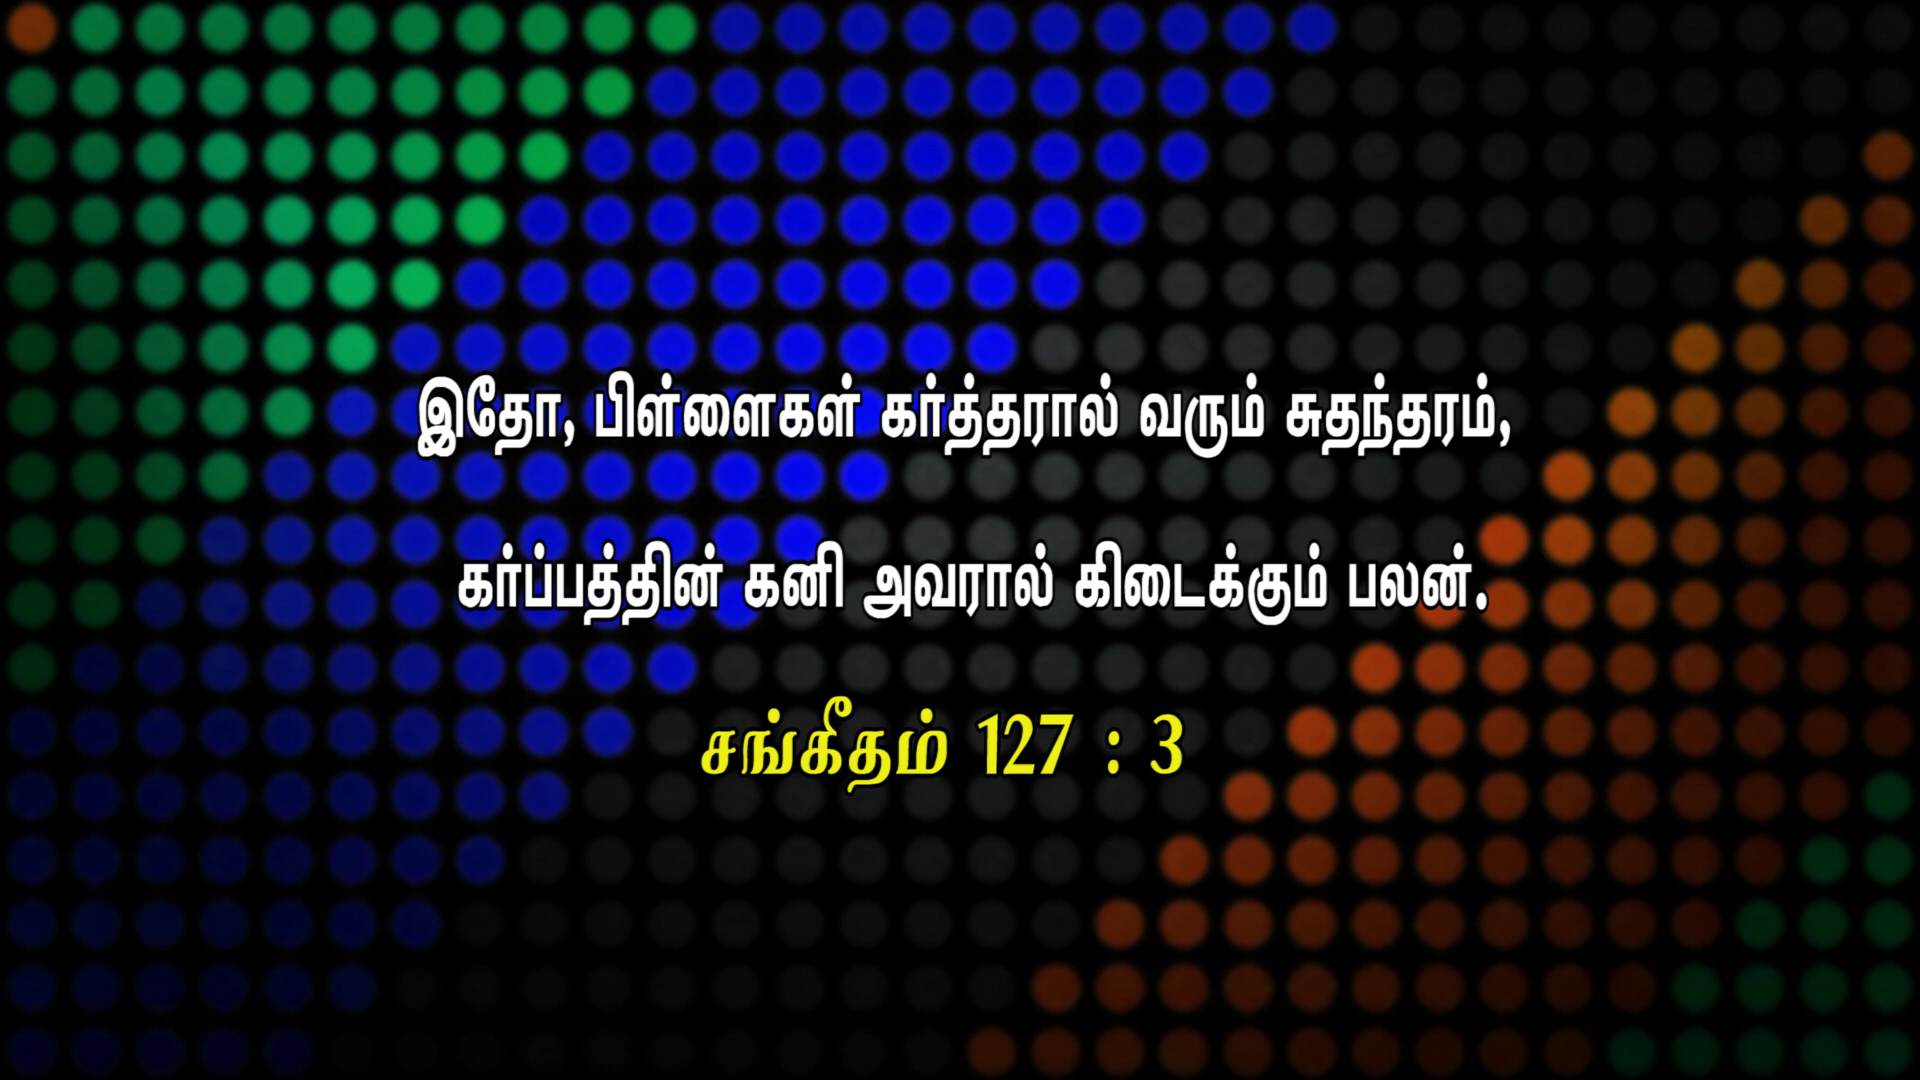 இதோ, பிள்ளைகள் கர்த்தரால் வரும் சுதந்தரம்,
கர்ப்பத்தின் கனி அவரால் கிடைக்கும் பலன்.
சங்கீதம் 127 : 3